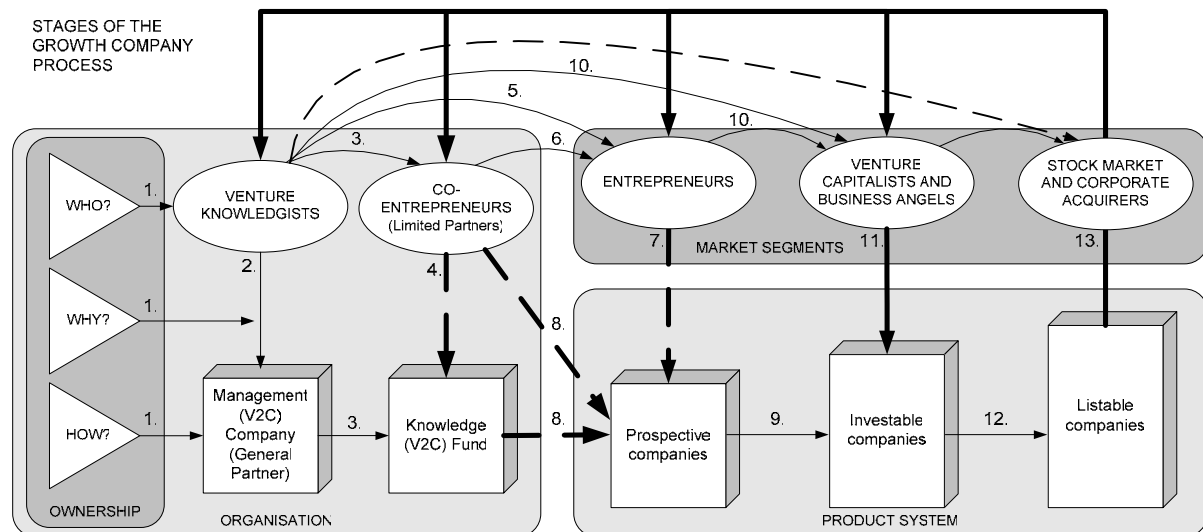 STAGES OF THE
GROWTH COMPANY
PROCESS
10.
5.
3.
6.
10.
1.
WHO?
VENTURE
KNOWLEDGISTS
CO-
ENTREPRENEURS
(Limited Partners)
ENTREPRENEURS
VENTURE
CAPITALISTS AND
BUSINESS ANGELS
STOCK MARKET
AND CORPORATE
ACQUIRERS
2.
4.
7.
11.
13.
MARKET SEGMENTS
1.
WHY?
8.
1.
HOW?
Management
(V2C)
Company
(General
Partner)
3.
Knowledge
(V2C) Fund
8.
Prospective
companies
9.
Investable
companies
12.
Listable
companies
OWNERSHIP
ORGANISATION
PRODUCT SYSTEM